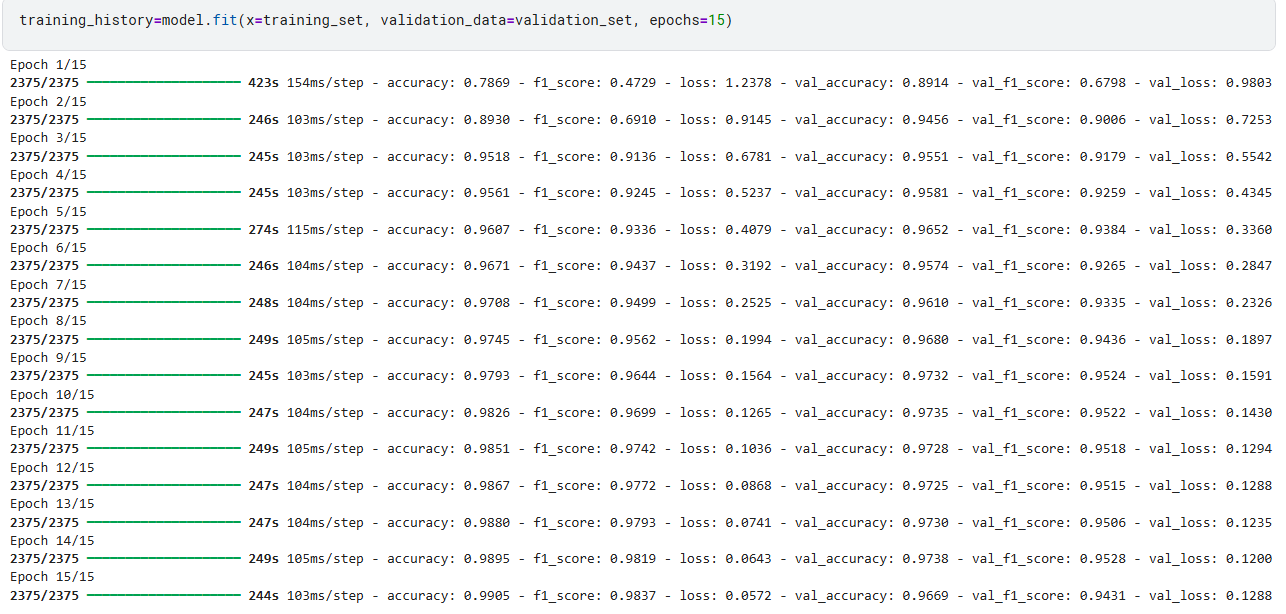 training_history=model.fit(x=training_set, validation_data=validation_set, epochs=15)
Epoch 1/15
2375/2375 ━━━━━━━━━━━━━━━━━━━━ 423s 154ms/step - accuracy: 0.7869 - f1_score: 0.4729 - loss: 1.2378 - val_accuracy: 0.8914 - val_f1_score: 0.6798 - val_loss: 0.9803
Epoch 2/15
2375/2375 ━━━━━━━━━━━━━━━━━━━━ 246s 103ms/step - accuracy: 0.8930 - f1_score: 0.6910 - loss: 0.9145 - val_accuracy: 0.9456 - val_f1_score: 0.9006 - val_loss: 0.7253
Epoch 3/15
2375/2375 ━━━━━━━━━━━━━━━━━━━━ 245s 103ms/step - accuracy: 0.9518 - f1_score: 0.9136 - loss: 0.6781 - val_accuracy: 0.9551 - val_f1_score: 0.9179 - val_loss: 0.5542
Epoch 4/15
2375/2375 ━━━━━━━━━━━━━━━━━━━━ 245s 103ms/step - accuracy: 0.9561 - f1_score: 0.9245 - loss: 0.5237 - val_accuracy: 0.9581 - val_f1_score: 0.9259 - val_loss: 0.4345
Epoch 5/15
2375/2375 ━━━━━━━━━━━━━━━━━━━━ 274s 115ms/step - accuracy: 0.9607 - f1_score: 0.9336 - loss: 0.4079 - val_accuracy: 0.9652 - val_f1_score: 0.9384 - val_loss: 0.3360
Epoch 6/15
2375/2375 ━━━━━━━━━━━━━━━━━━━━ 246s 104ms/step - accuracy: 0.9671 - f1_score: 0.9437 - loss: 0.3192 - val_accuracy: 0.9574 - val_f1_score: 0.9265 - val_loss: 0.2847
Epoch 7/15
2375/2375 ━━━━━━━━━━━━━━━━━━━━ 248s 104ms/step - accuracy: 0.9708 - f1_score: 0.9499 - loss: 0.2525 - val_accuracy: 0.9610 - val_f1_score: 0.9335 - val_loss: 0.2326
Epoch 8/15
2375/2375 ━━━━━━━━━━━━━━━━━━━━ 249s 105ms/step - accuracy: 0.9745 - f1_score: 0.9562 - loss: 0.1994 - val_accuracy: 0.9680 - val_f1_score: 0.9436 - val_loss: 0.1897
Epoch 9/15
2375/2375 ━━━━━━━━━━━━━━━━━━━━ 245s 103ms/step - accuracy: 0.9793 - f1_score: 0.9644 - loss: 0.1564 - val_accuracy: 0.9732 - val_f1_score: 0.9524 - val_loss: 0.1591
Epoch 10/15
2375/2375 ━━━━━━━━━━━━━━━━━━━━ 247s 104ms/step - accuracy: 0.9826 - f1_score: 0.9699 - loss: 0.1265 - val_accuracy: 0.9735 - val_f1_score: 0.9522 - val_loss: 0.1430
Epoch 11/15
2375/2375 ━━━━━━━━━━━━━━━━━━━━ 249s 105ms/step - accuracy: 0.9851 - f1_score: 0.9742 - loss: 0.1036 - val_accuracy: 0.9728 - val_f1_score: 0.9518 - val_loss: 0.1294
Epoch 12/15
2375/2375 ━━━━━━━━━━━━━━━━━━━━ 247s 104ms/step - accuracy: 0.9867 - f1_score: 0.9772 - loss: 0.0868 - val_accuracy: 0.9725 - val_f1_score: 0.9515 - val_loss: 0.1288
Epoch 13/15
2375/2375 ━━━━━━━━━━━━━━━━━━━━ 247s 104ms/step - accuracy: 0.9880 - f1_score: 0.9793 - loss: 0.0741 - val_accuracy: 0.9730 - val_f1_score: 0.9506 - val_loss: 0.1235
Epoch 14/15
2375/2375 ━━━━━━━━━━━━━━━━━━━━ 249s 105ms/step - accuracy: 0.9895 - f1_score: 0.9819 - loss: 0.0643 - val_accuracy: 0.9738 - val_f1_score: 0.9528 - val_loss: 0.1200
Epoch 15/15
2375/2375 ━━━━━━━━━━━━━━━━━━━━ 244s 103ms/step - accuracy: 0.9905 - f1_score: 0.9837 - loss: 0.0572 - val_accuracy: 0.9669 - val_f1_score: 0.9431 - val_loss: 0.1288